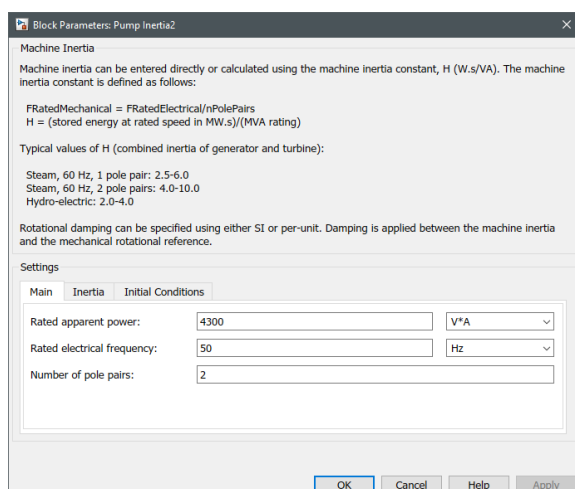 Block Parameters: Pump Inertia2
Machine Inertia
Machine inertia can be entered directly or calculated using the machine inertia constant, H (W.s/VA). The machine
inertia constant is defined as follows:
FRatedMechanical = FRatedElectrical/nPolePairs
H = (stored energy at rated speed in MW.s)/(MVA rating)
Typical values of H (combined inertia of generator and turbine):
Steam, 60 Hz, 1 pole pair: 2.5-6.0
Steam, 60 Hz, 2 pole pairs: 4.0-10.0
Hydro-electric: 2.0-4.0
Rotational damping can be specified using either SI or per-unit. Damping is applied between the machine inertia
and the mechanical rotational reference.
Settings
Main Inertia Initial Conditions
Rated apparent power: 4300 V*A
Rated electrical frequency: 50 Hz
Number of pole pairs: 2
OK Cancel Help Apply